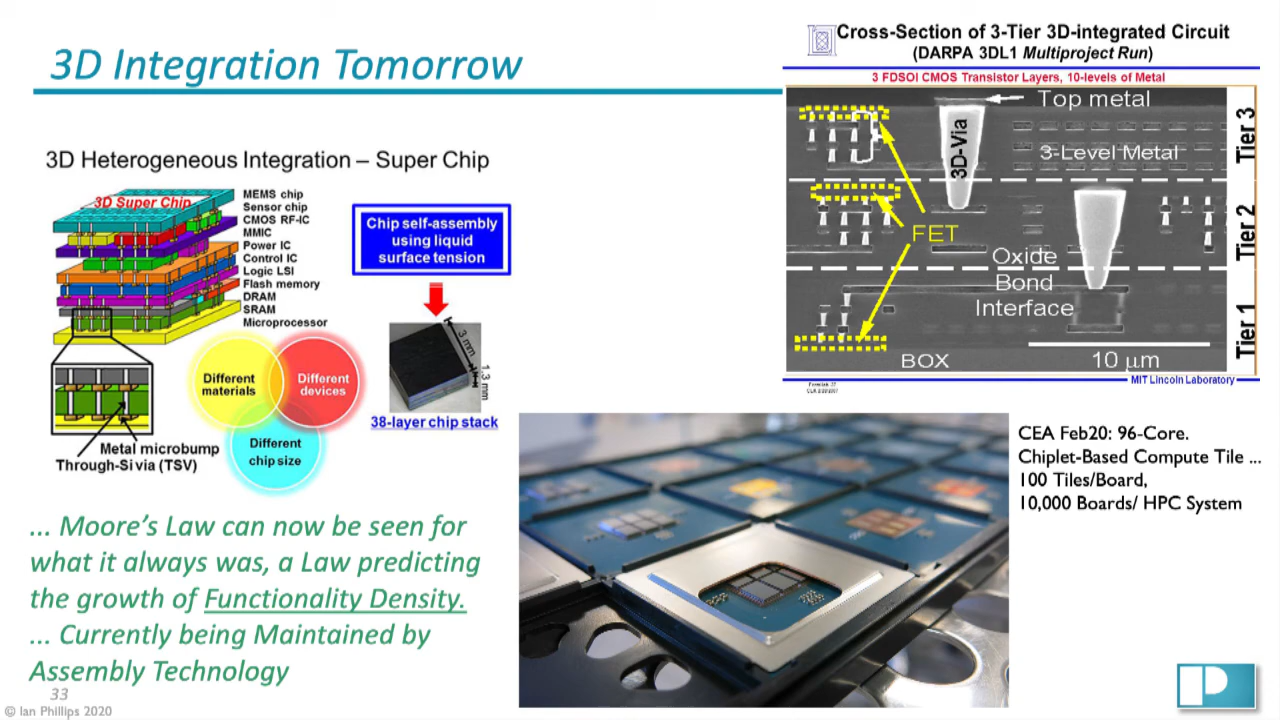 3D Integration Tomorrow
3D Heterogeneous Integration – Super Chip
3D Super Chip
MEMS chip
Sensor chip
CMOS RF-IC
MMIC
Power IC
Control IC
Logic LSI
Flash memory
DRAM
SRAM
Microprocessor
Different
materials
Different
devices
Different
chip size
Metal microbump
Through-Si via (TSV)
Chip self-assembly
using liquid
surface tension
3 mm
1.3 mm
38-layer chip stack
Cross-Section of 3-Tier 3D-integrated Circuit
(DARPA 3DL1 Multiproject Run)
3 FDSOI CMOS Transistor Layers, 10-levels of Metal
Top metal
3D-Via
3-Level Metal
Tier 3
FET
Tier 2
Oxide
Bond
Interface
Tier 1
BOX
10 μm
MIT Lincoln Laboratory
CEA Feb20: 96-Core.
Chiplet-Based Compute Tile ...
100 Tiles/Board,
10,000 Boards/ HPC System
... Moore's Law can now be seen for
what it always was, a Law predicting
the growth of Functionality Density.
... Currently being Maintained by
Assembly Technology
33
© Ian Phillips 2020
P